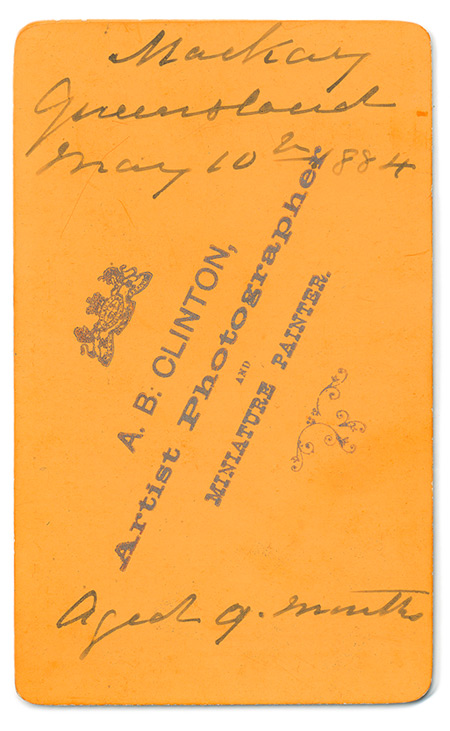 Mackay
Queensland
May 10th 1884
A. B. CLINTON,
Artist Photographer
AND
MINIATURE PAINTER.
Aged 9. months